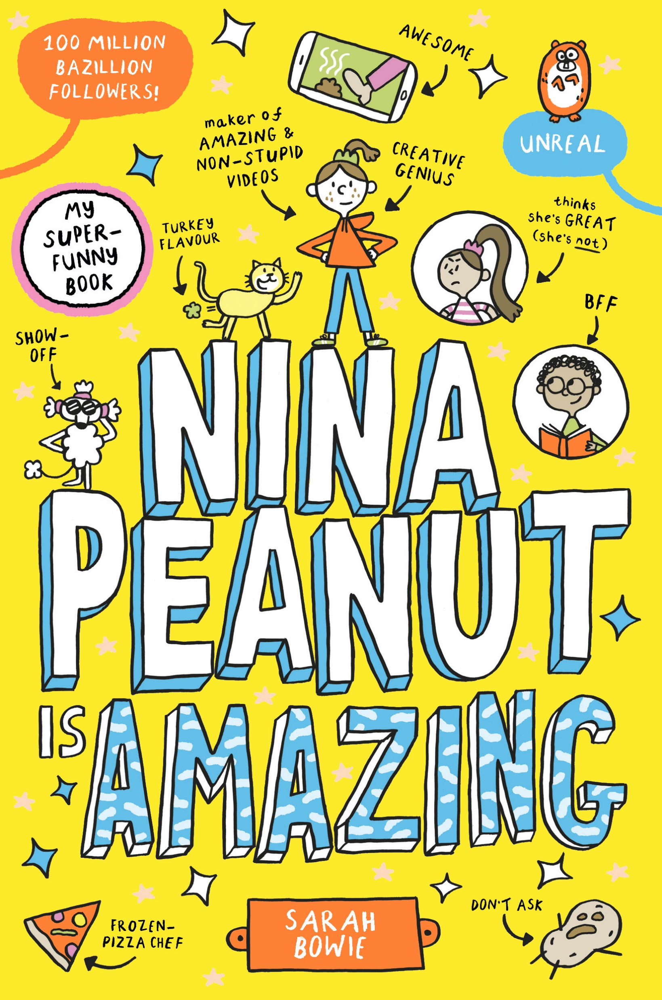 100 MILLION
BAZILLION
FOLLOWERS!
AWESOME
maker of
AMAZING &
NON-STUPID
VIDEOS
CREATIVE
GENIUS
UNREAL
MY
SUPER-
FUNNY
BOOK
TURKEY
FLAVOUR
thinks
she's GREAT
(she's not)
BFF
SHOW-
OFF
NINA
PEANUT
IS AMAZING
FROZEN-
PIZZA CHEF
SARAH
BOWIE
DON'T ASK